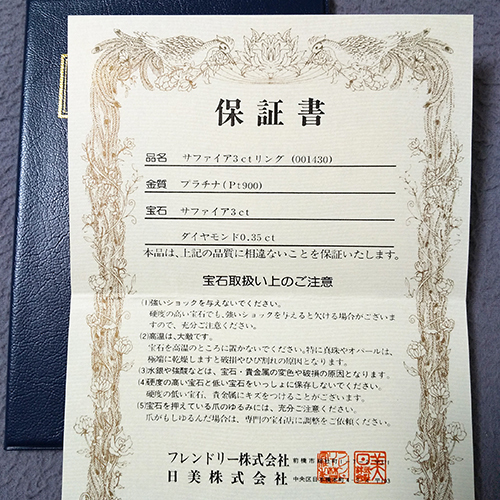 保証書
品名 サファイア3ctリング(001430)
金質 プラチナ(Pt900)
宝石 サファイア3ct
ダイヤモンド0.35ct
本品は、上記の品質に相違ないことを保証いたします。
宝石取扱い上のご注意
(1)強いショックを与えないでください。
硬度の高い宝石でも、強いショックを与えると欠ける場合がございま
すので、充分ご注意ください。
(2)高温は、大敵です。
宝石を高温のところに置かないでください。特に真珠やオパールは、
極端に乾燥しますと破損やひび割れの原因となります。
(3)水銀や強酸などは、宝石・貴金属の変色や破損の原因となります。
(4)硬度の高い宝石と低い宝石をいっしょに保存しないでください。
硬度の低い宝石、貴金属にキズをつけることがございます。
(5)宝石を押えている爪のゆるみには、充分ご注意ください。
爪がもしゆるんだ場合は、専門の宝石店に調整をご依頼ください。
フレンドリー株式会社 前橋市
日美株式会社 中央区日本橋